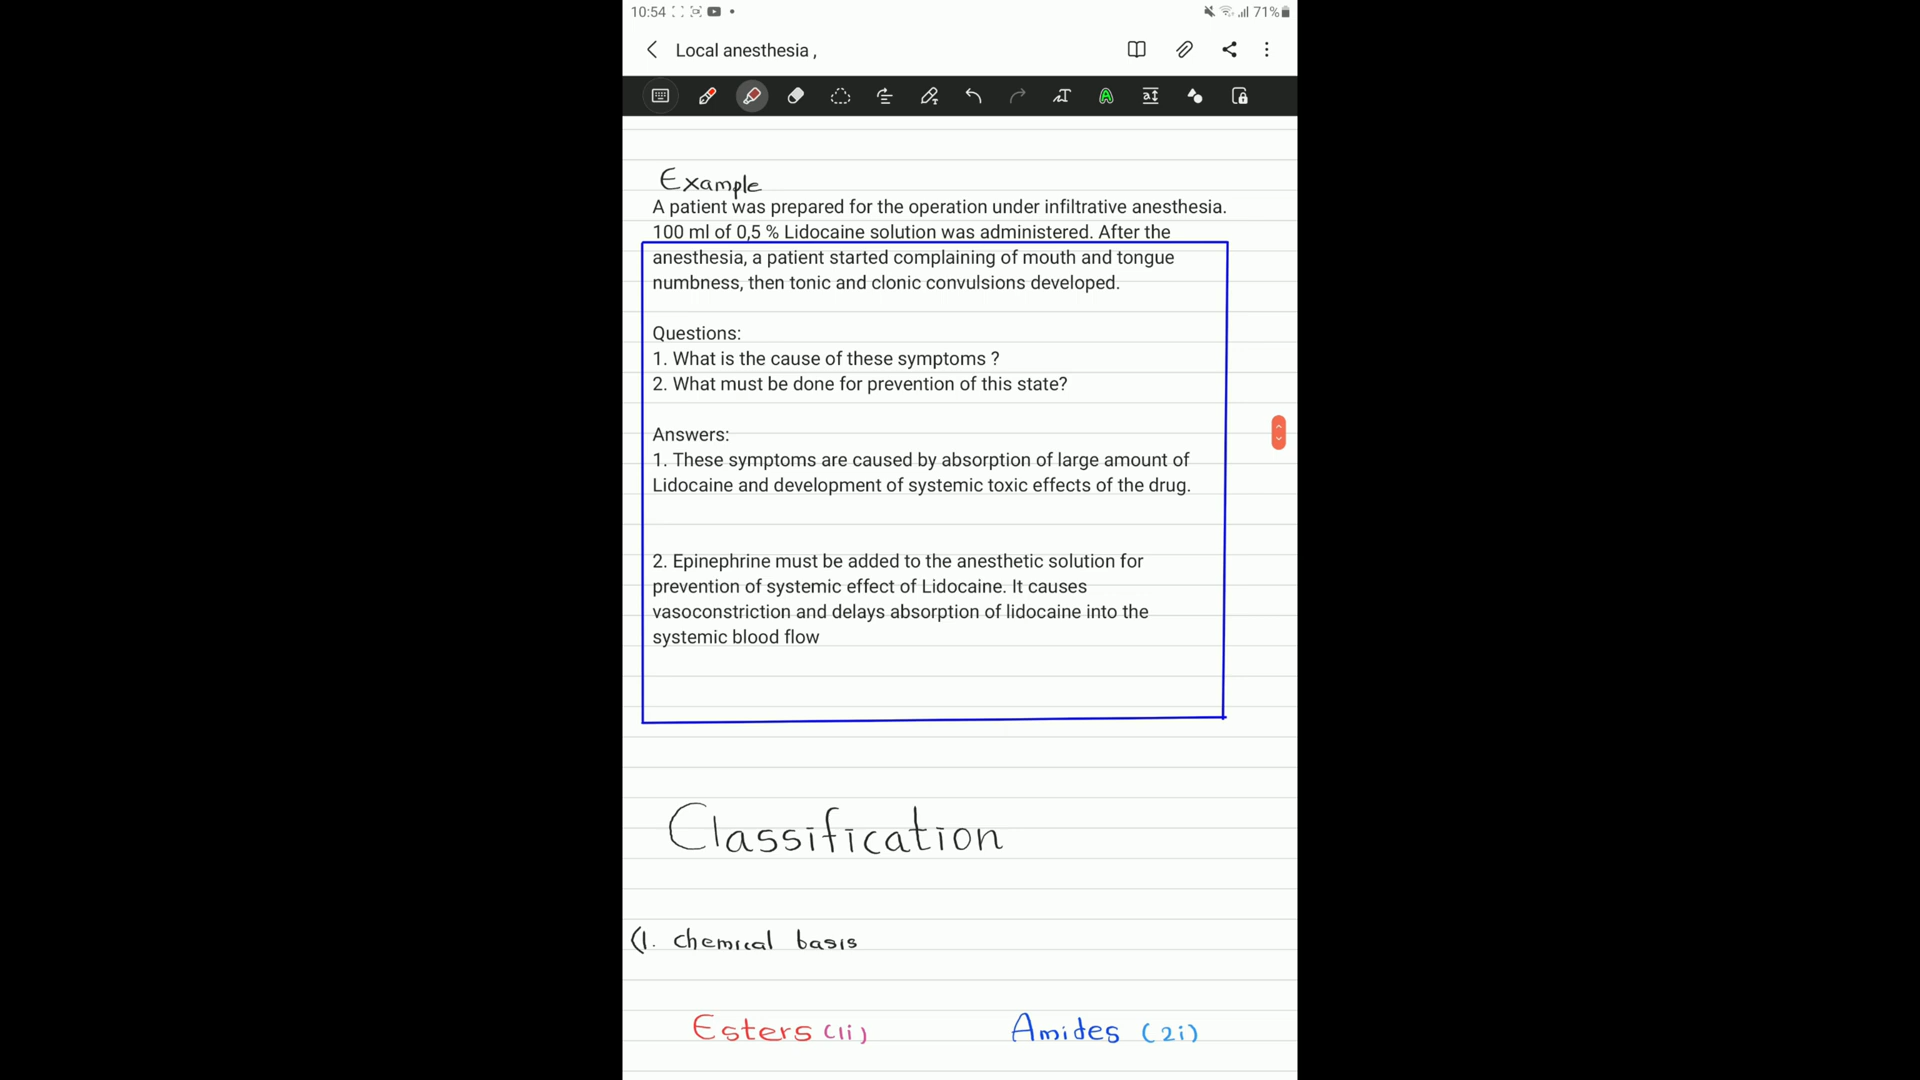 10:54
71%
Local anesthesia ,
Example
A patient was prepared for the operation under infiltrative anesthesia.
100 ml of 0,5 % Lidocaine solution was administered. After the
anesthesia, a patient started complaining of mouth and tongue
numbness, then tonic and clonic convulsions developed.
Questions:
1. What is the cause of these symptoms ?
2. What must be done for prevention of this state?
Answers:
1. These symptoms are caused by absorption of large amount of
Lidocaine and development of systemic toxic effects of the drug.
2. Epinephrine must be added to the anesthetic solution for
prevention of systemic effect of Lidocaine. It causes
vasoconstriction and delays absorption of lidocaine into the
systemic blood flow
Classification
(1. chemical basis
Esters (1i) Amides (2i)